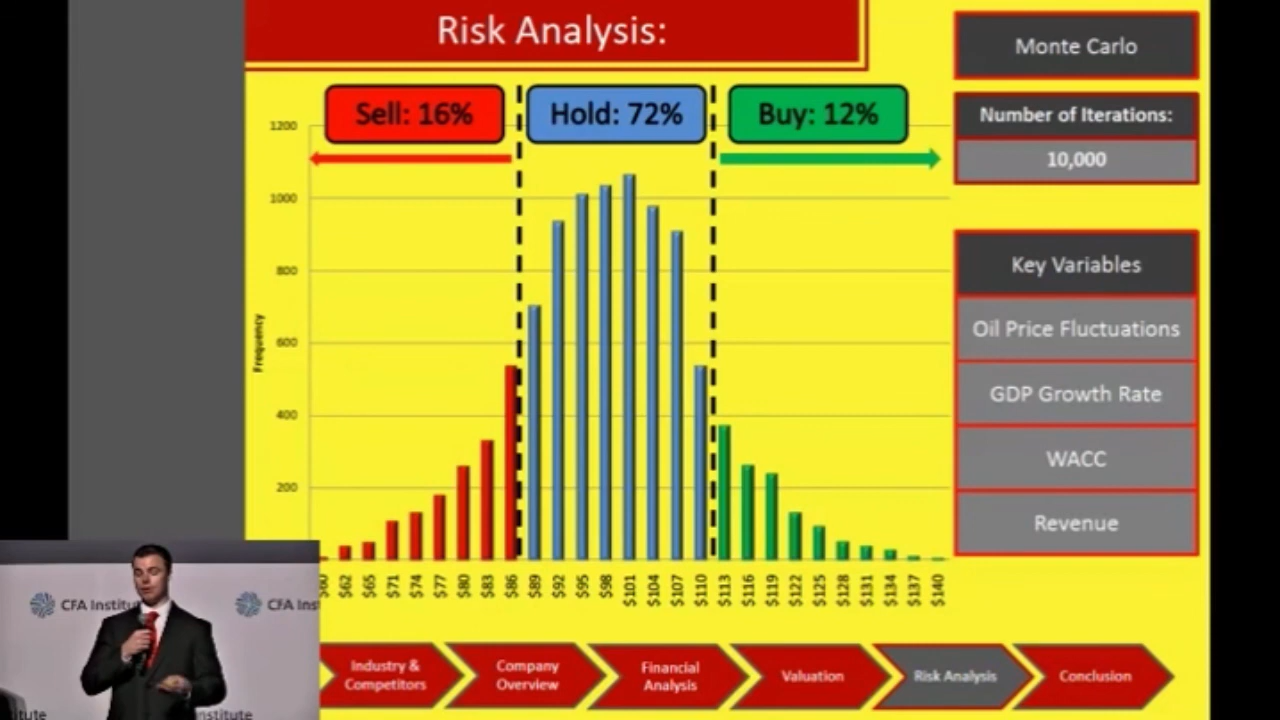 Risk Analysis:
Monte Carlo
Number of Iterations:
10,000
Sell: 16%
Hold: 72%
Buy: 12%
1200
1000
800
600
400
200
Frequency
$62
$65
$71
$74
$77
$80
$83
$86
$89
$92
$95
$98
$101
$104
$107
$110
$113
$116
$119
$122
$125
$128
$131
$134
$137
$140
Key Variables
Oil Price Fluctuations
GDP Growth Rate
WACC
Revenue
CFA Institu
CFA Ins
itute
nstitute
Industry &
Competitors
Company
Overview
Financial
Analysis
Valuation
Risk Analysis
Conclusion